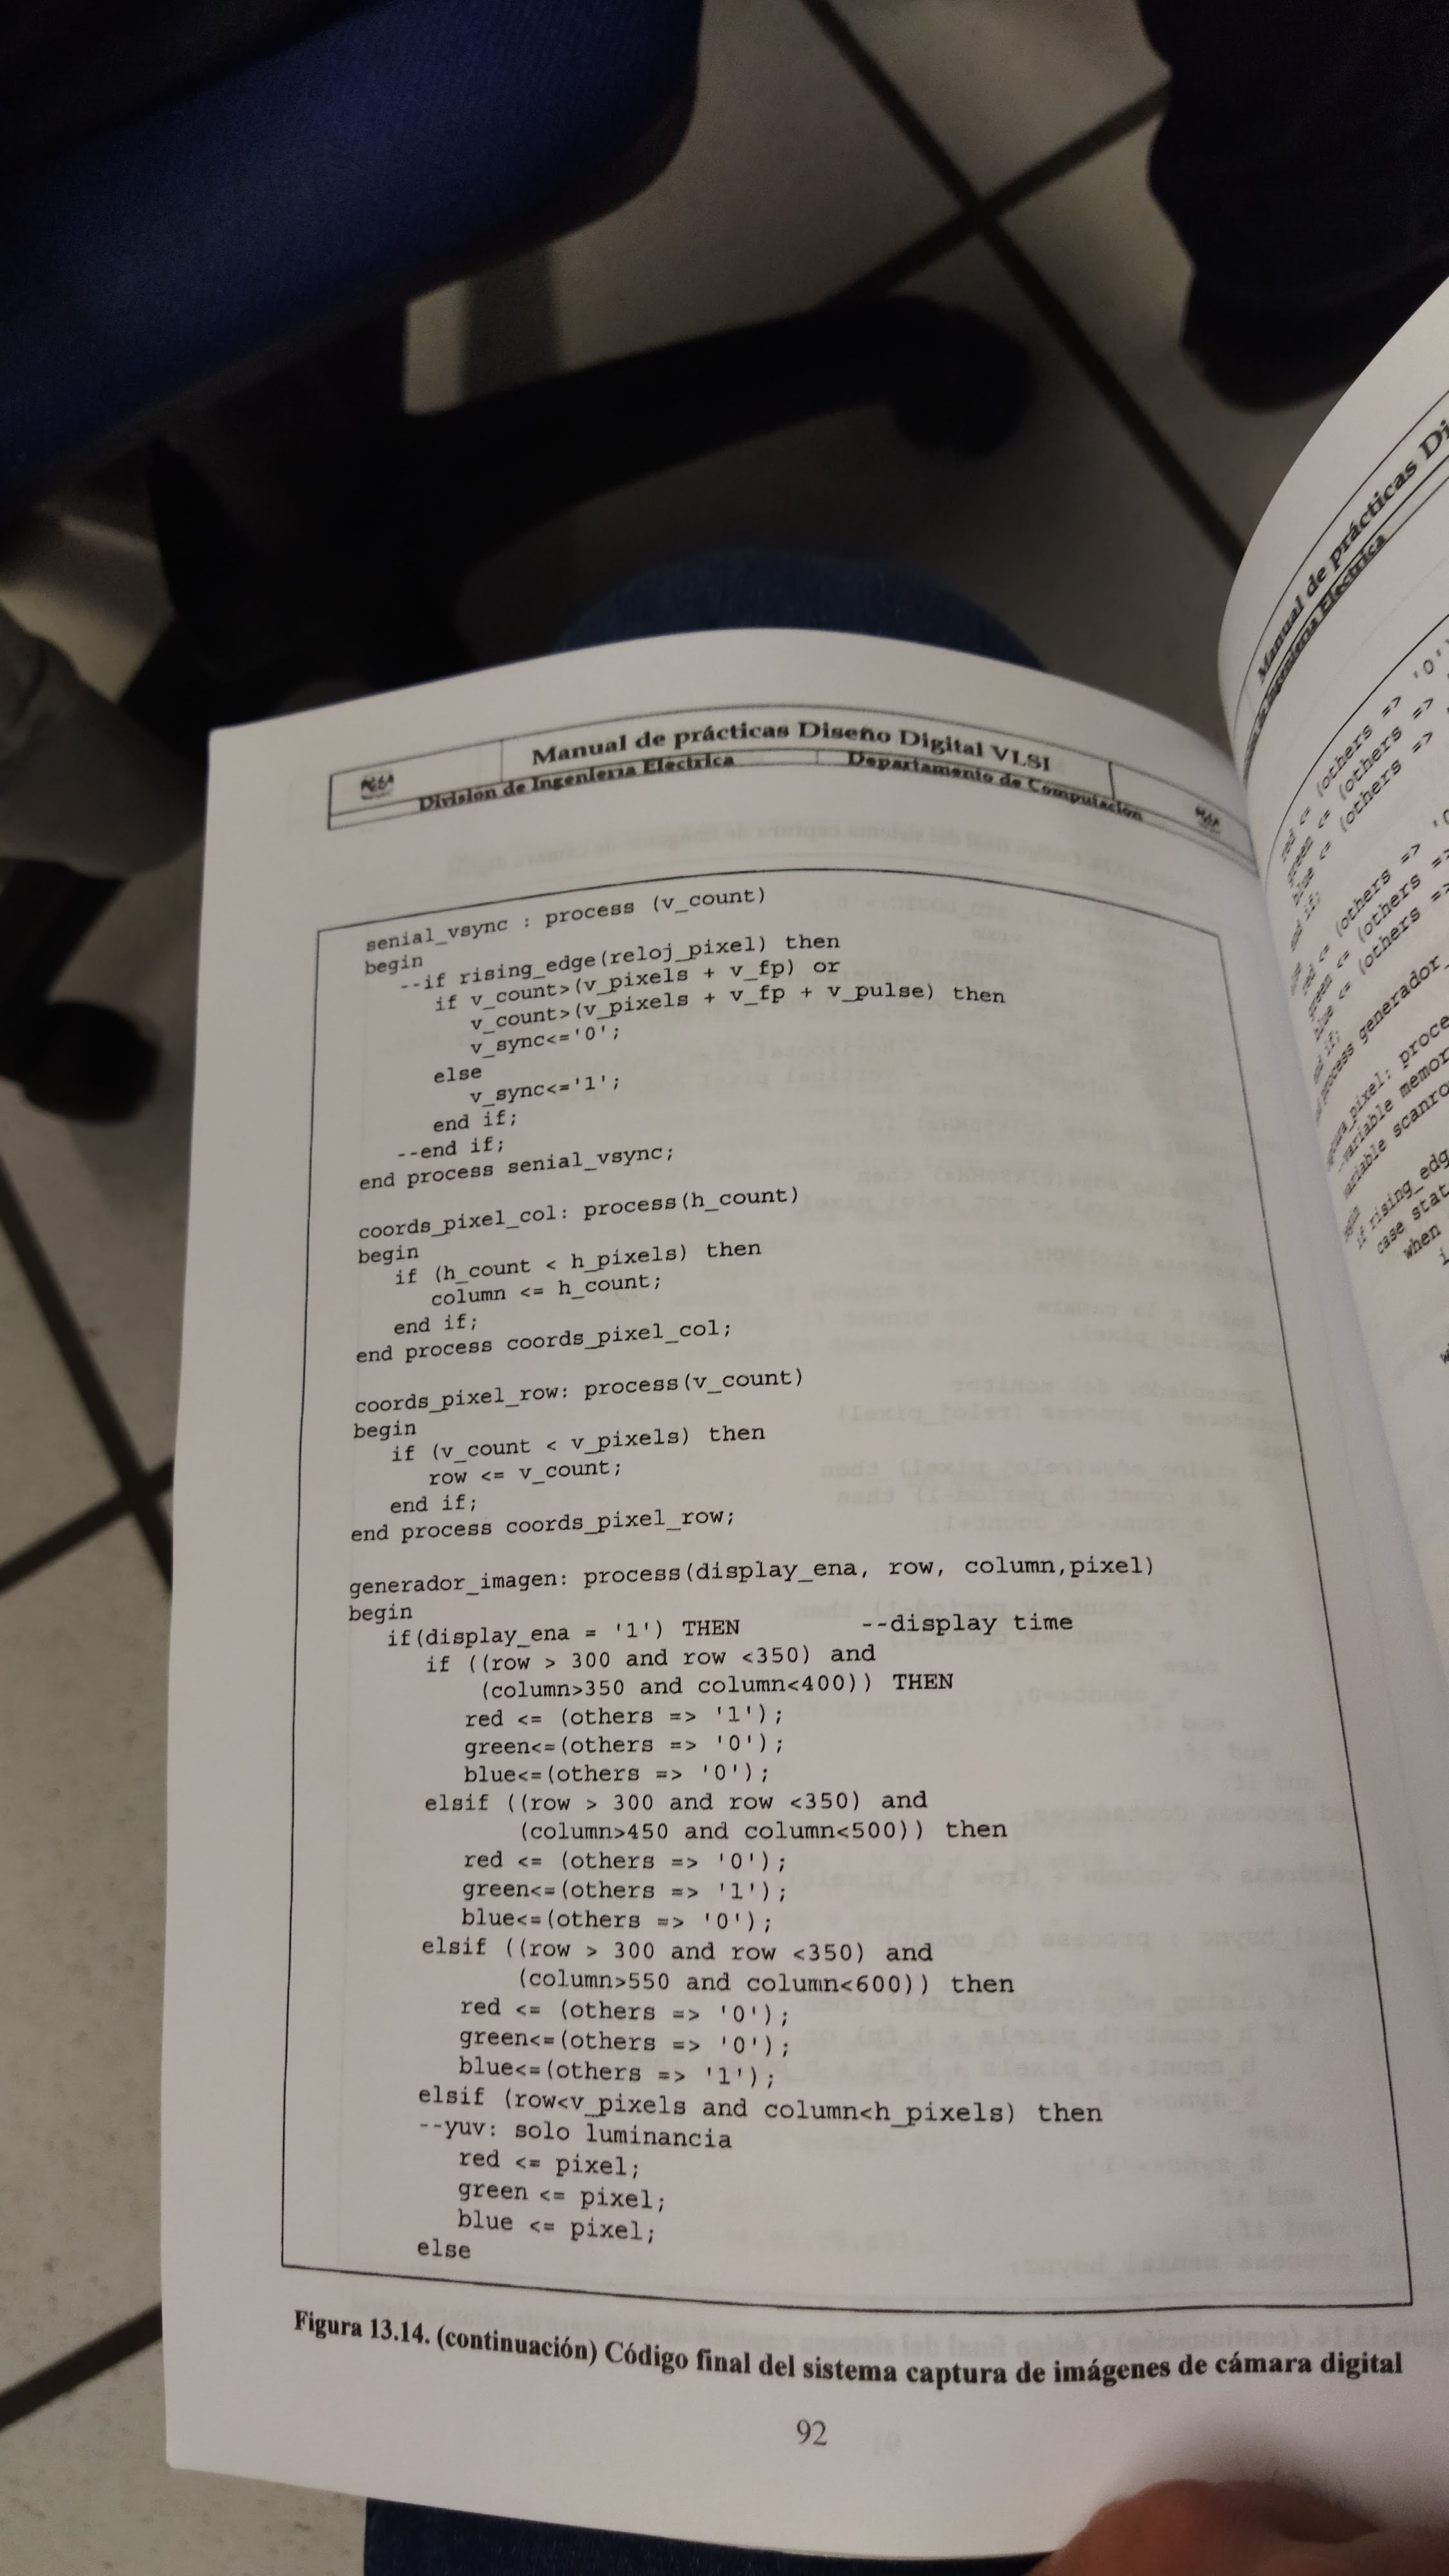 Manual de prácticas Diseño Digital VLSI
División de Ingeniería Eléctrica Departamento de Computación
senial_vsync : process (v_count)
begin
--if rising_edge(reloj_pixel) then
if v_count>(v_pixels + v_fp) or
v_count>(v_pixels + v_fp + v_pulse) then
v_sync<='0';
else
v_sync<='1';
end if;
--end if;
end process senial_vsync;
coords_pixel_col: process(h_count)
begin
if (h_count < h_pixels) then
column <= h_count;
end if;
end process coords_pixel_col;
coords_pixel_row: process(v_count)
begin
if (v_count < v_pixels) then
row <= v_count;
end if;
end process coords_pixel_row;
generador_imagen: process(display_ena, row, column,pixel)
begin
if(display_ena = '1') THEN --display time
if ((row > 300 and row <350) and
(column>350 and column<400)) THEN
red <= (others => '1');
green<=(others => '0');
blue<=(others => '0');
elsif ((row > 300 and row <350) and
(column>450 and column<500)) then
red <= (others => '0');
green<=(others => '1');
blue<=(others => '0');
elsif ((row > 300 and row <350) and
(column>550 and column<600)) then
red <= (others => '0');
green<=(others => '0');
blue<=(others => '1');
elsif (row<v_pixels and column<h_pixels) then
--yuv: solo luminancia
red <= pixel;
green <= pixel;
blue <= pixel;
else
Figura 13.14. (continuación) Código final del sistema captura de imágenes de cámara digital
92
Manual de prácticas
Ingeniería Eléctrica
red <= (others => '0')
green <= (others =>
blue <= (others =>
end if;
red <= (others =>
green <= (others =>
blue <= (others =>
end if;
process generador_
variable memor
variable scanro
begin
if rising_edg
case stat
when